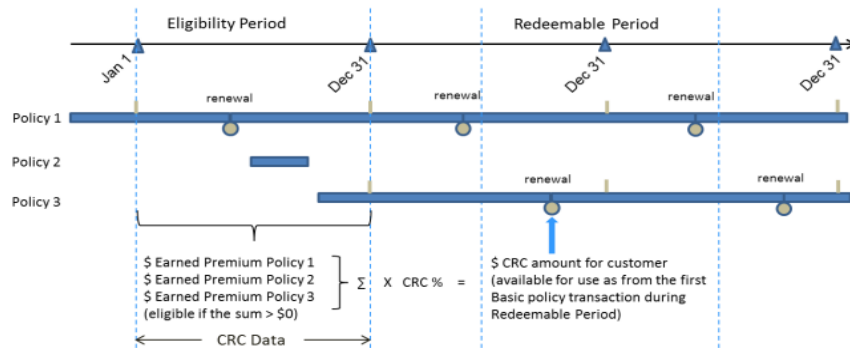 Eligibility Period
Redeemable Period
Jan 1
Dec 31
Dec 31
Dec 31
renewal
renewal
renewal
Policy 1
Policy 2
renewal
renewal
Policy 3
$ Earned Premium Policy 1
$ Earned Premium Policy 2
$ Earned Premium Policy 3
(eligible if the sum > $0)
∑ X CRC % =
$ CRC amount for customer
(available for use as from the first
Basic policy transaction during
Redeemable Period)
CRC Data